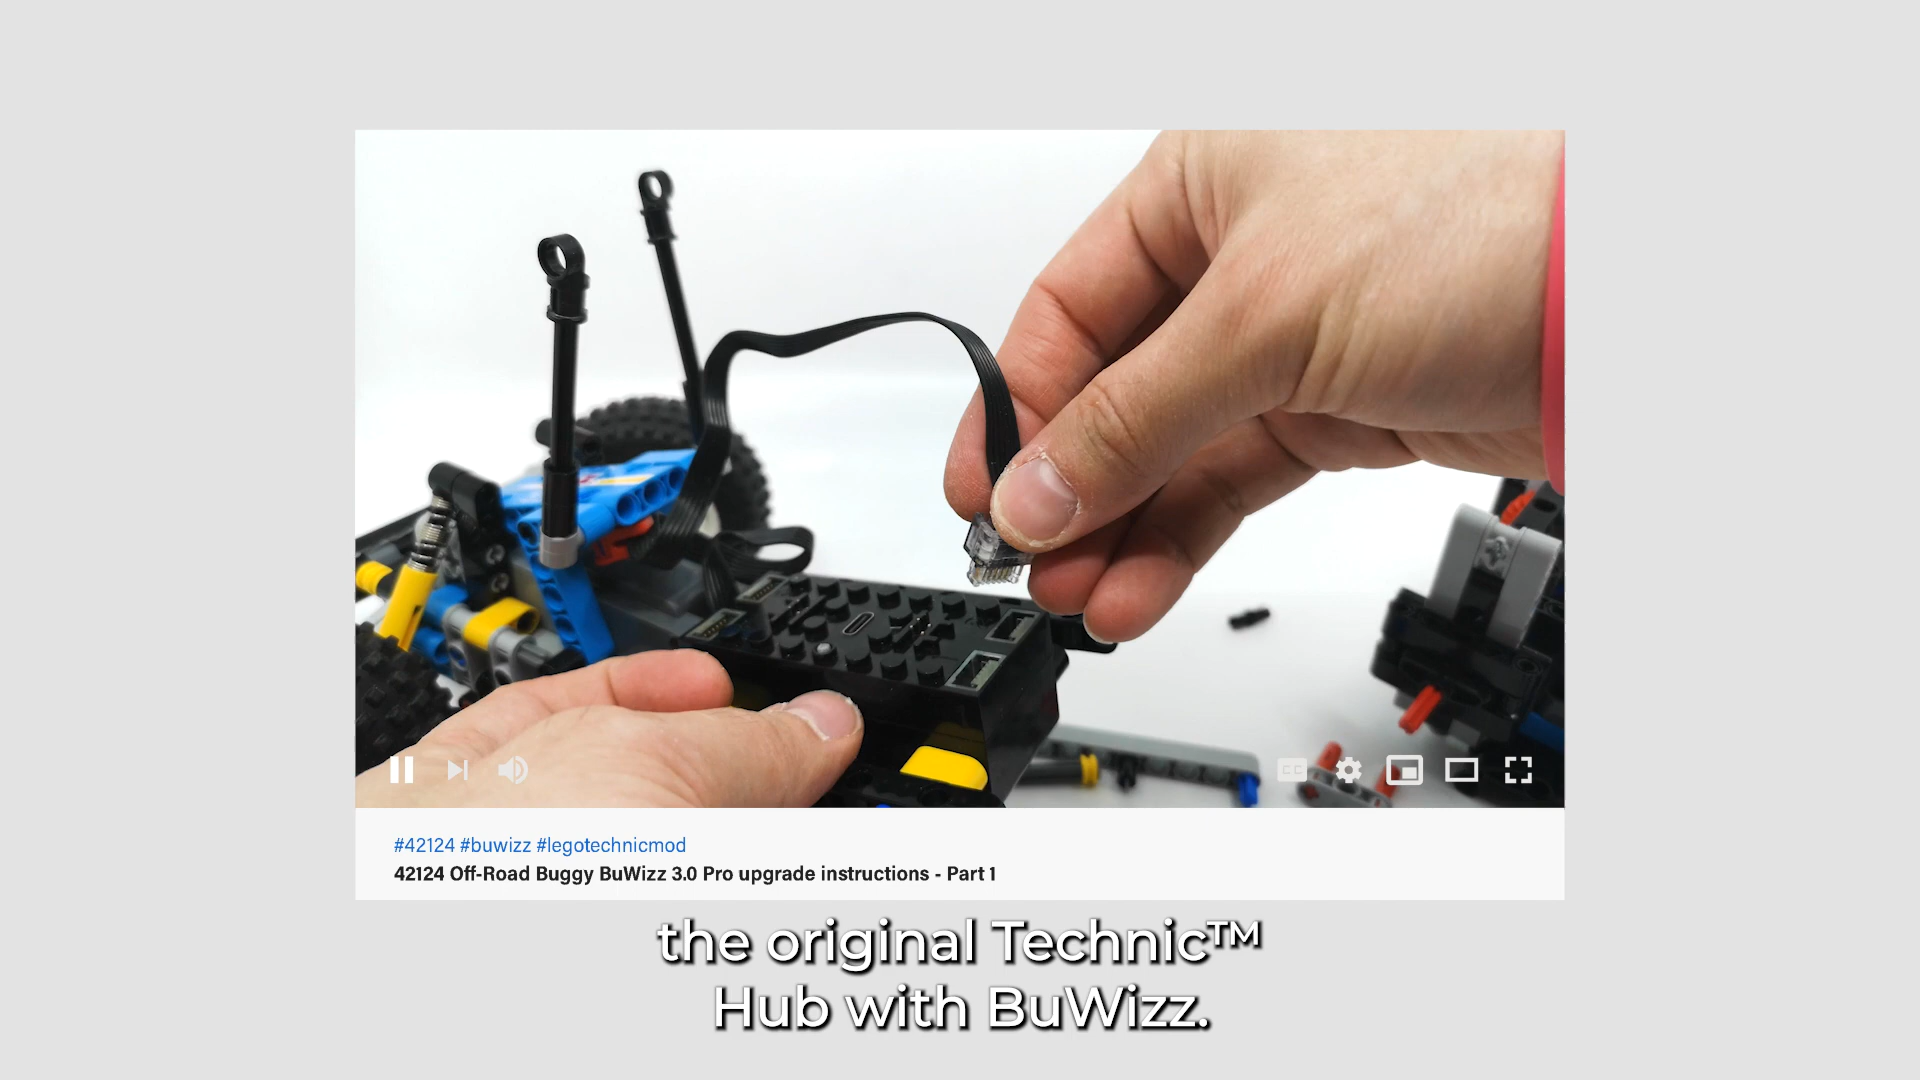 CC
#42124 #buwizz #legotechnicmod
42124 Off-Road Buggy BuWizz 3.0 Pro upgrade instructions - Part 1
the original Technic™
Hub with BuWizz.